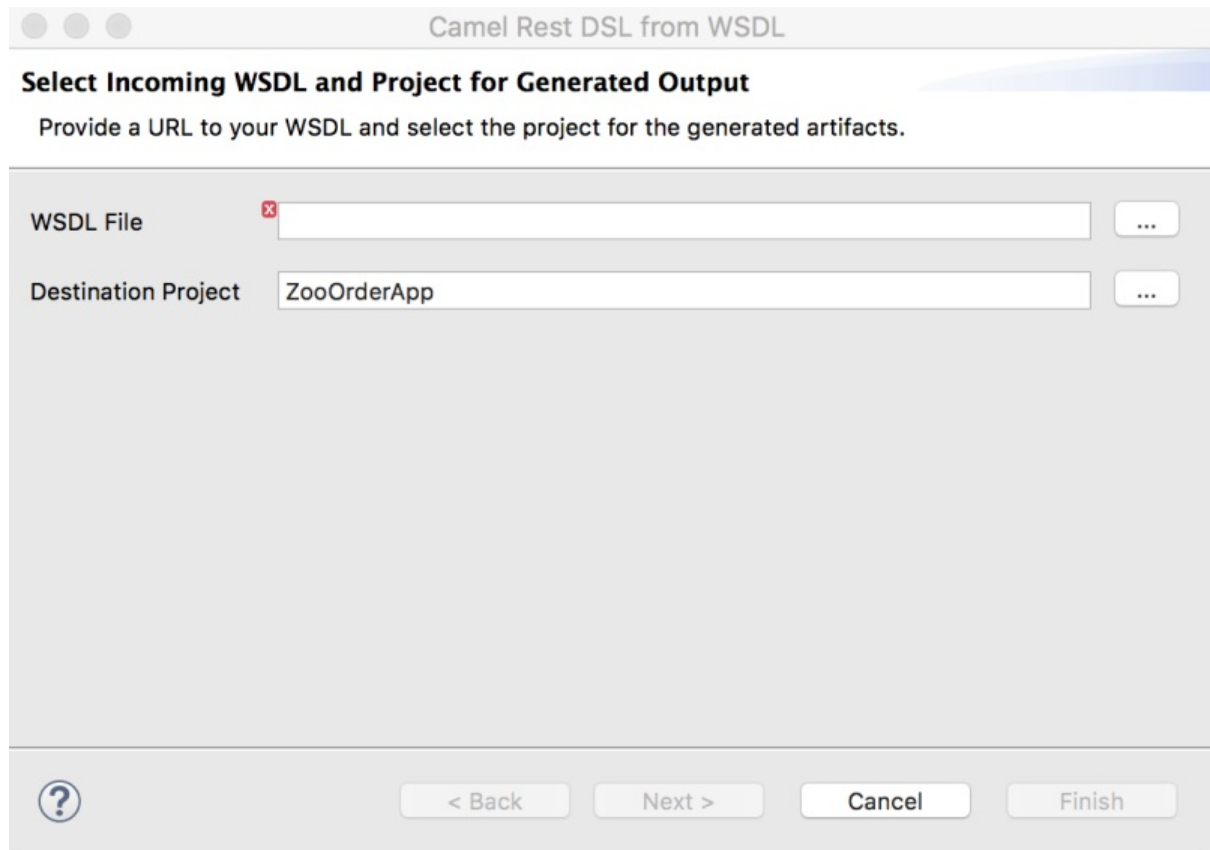 Camel Rest DSL from WSDL
Select Incoming WSDL and Project for Generated Output
Provide a URL to your WSDL and select the project for the generated artifacts.
WSDL File
...
Destination Project ZooOrderApp ...
? < Back Next > Cancel Finish